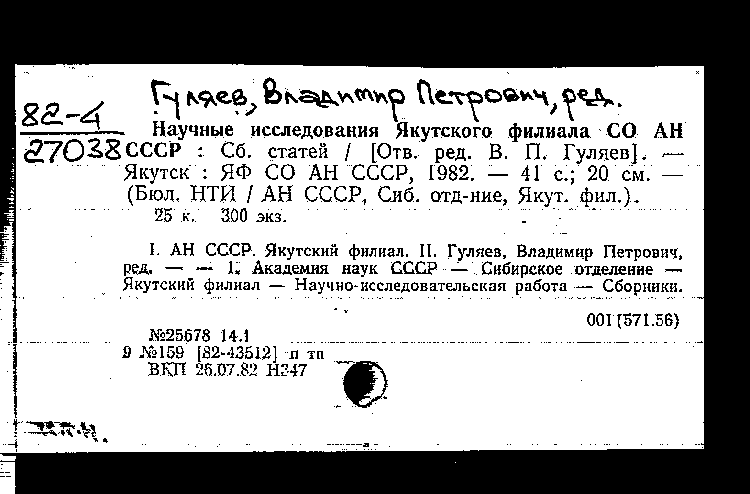 Гуляев, Владимир Петрович, ред.
82-4
27038
Научные исследования Якутского филиала СО АН
СССР : Сб. статей / [Отв. ред. В. П. Гуляев]. —
Якутск : ЯФ СО АН СССР, 1982. — 41 с.; 20 см. —
(Бюл. НТИ / АН СССР, Сиб. отд-ние, Якут. фил.).
25 к. 300 экз.
I. АН СССР. Якутский филиал. II. Гуляев, Владимир Петрович,
ред. — — 1. Академия наук СССР — Сибирское отделение —
Якутский филиал — Научно-исследовательская работа — Сборники.
001(571.56)
№25678 14.1
9 №159 [82-43512] п тп
ВКП 26.07.82 Н347